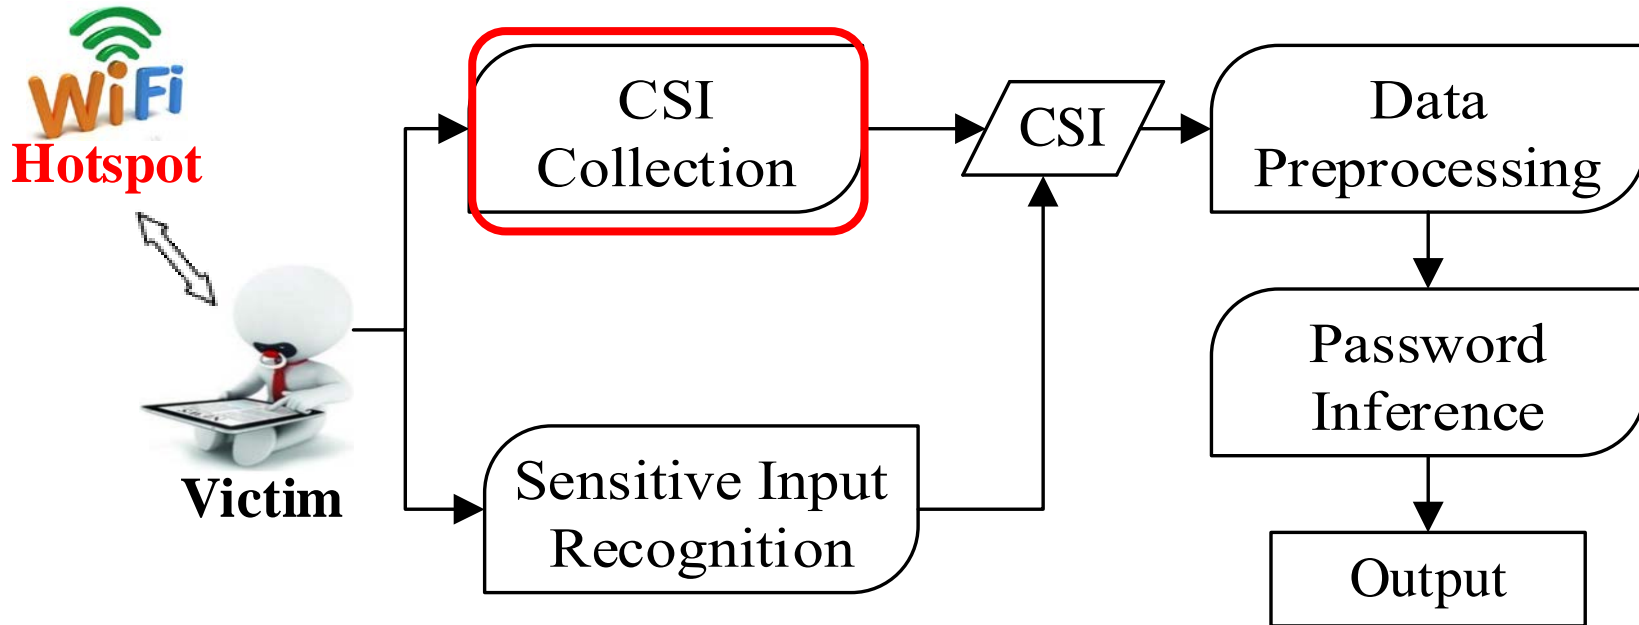 WiFi
Hotspot
Victim
CSI
Collection
Sensitive Input
Recognition
CSI
Data
Preprocessing
Password
Inference
Output